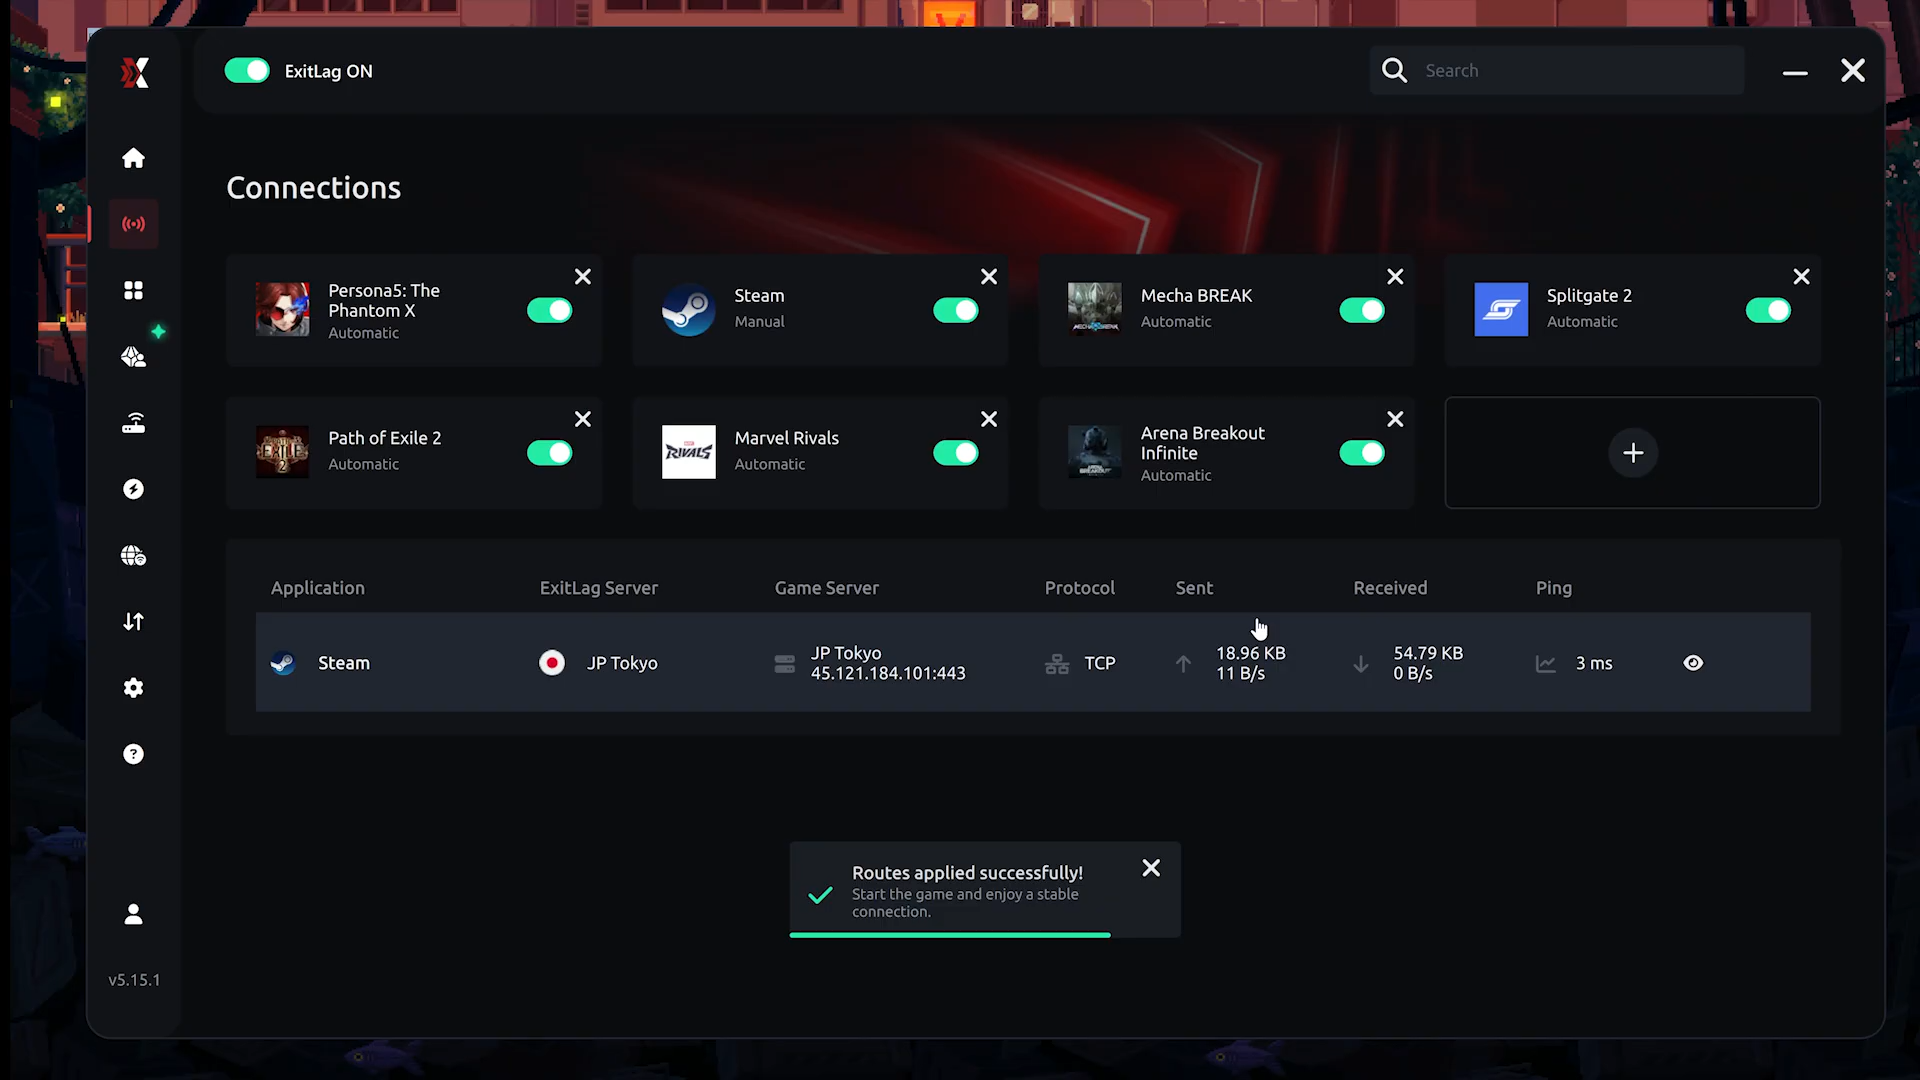 ExitLag ON
Search
Connections
Persona5: The
Phantom X
Automatic
Steam
Manual
Mecha BREAK
Automatic
Splitgate 2
Automatic
Path of Exile 2
Automatic
Marvel Rivals
Automatic
Arena Breakout
Infinite
Automatic
Application ExitLag Server Game Server Protocol Sent Received Ping
Steam
JP Tokyo
JP Tokyo
45.121.184.101:443
TCP
18.96 KB
11 B/s
54.79 KB
0 B/s
3 ms
Routes applied successfully!
Start the game and enjoy a stable
connection.
v5.15.1